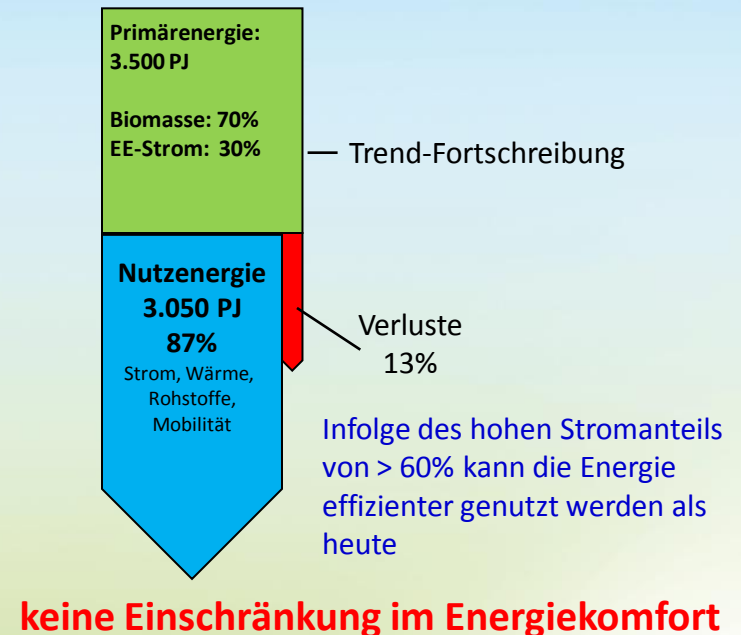 Primärenergie:
3.500 PJ
Biomasse: 70%
EE-Strom: 30%
Trend-Fortschreibung
Nutzenergie
3.050 PJ
87%
Strom, Wärme,
Rohstoffe,
Mobilität
Verluste
13%
Infolge des hohen Stromanteils
von > 60% kann die Energie
effizienter genutzt werden als
heute
keine Einschränkung im Energiekomfort